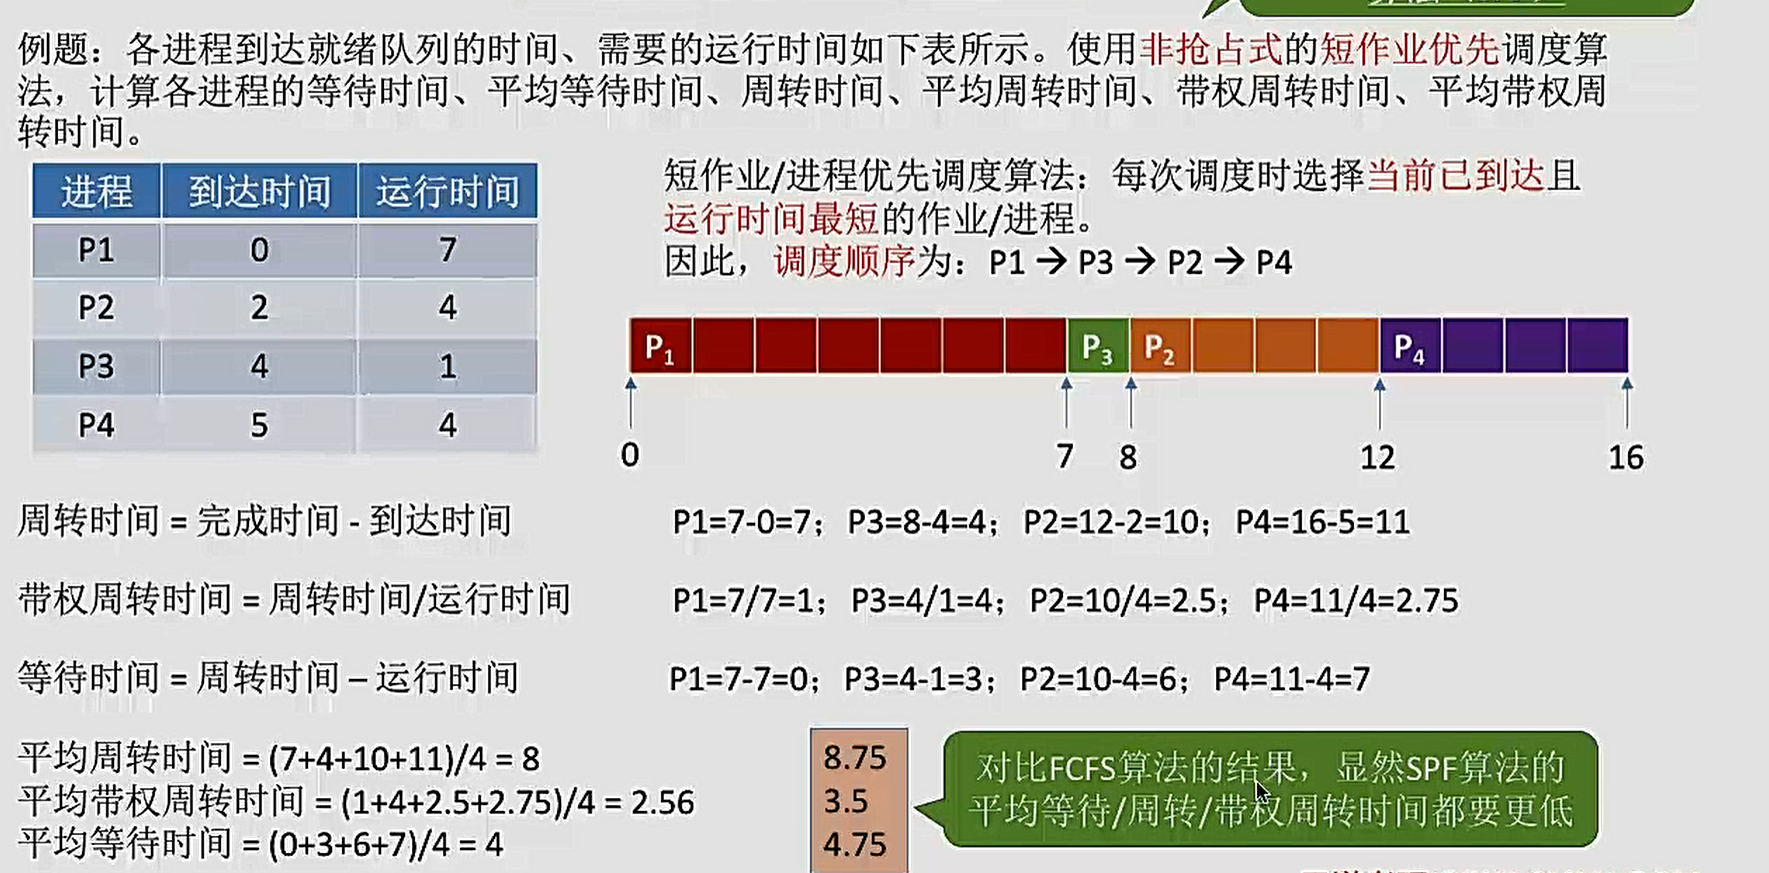 例题：各进程到达就绪队列的时间、需要的运行时间如下表所示。使用非抢占式的短作业优先调度算
法，计算各进程的等待时间、平均等待时间、周转时间、平均周转时间、带权周转时间、平均带权周
转时间。
进程 到达时间 运行时间
P1 0 7
P2 2 4
P3 4 1
P4 5 4
短作业/进程优先调度算法：每次调度时选择当前已到达且
运行时间最短的作业/进程。
因此，调度顺序为：P1→P3→P2→P4
P₁ P₃ P₂ P₄
0 7 8 12 16
周转时间 = 完成时间 - 到达时间 P1=7-0=7；P3=8-4=4；P2=12-2=10；P4=16-5=11
带权周转时间 = 周转时间/运行时间 P1=7/7=1；P3=4/1=4；P2=10/4=2.5；P4=11/4=2.75
等待时间 = 周转时间 – 运行时间 P1=7-7=0；P3=4-1=3；P2=10-4=6；P4=11-4=7
平均周转时间 = (7+4+10+11)/4 = 8
平均带权周转时间 = (1+4+2.5+2.75)/4 = 2.56
平均等待时间 = (0+3+6+7)/4 = 4
8.75
3.5
4.75
对比FCFS算法的结果，显然SPF算法的
平均等待/周转/带权周转时间都要更低